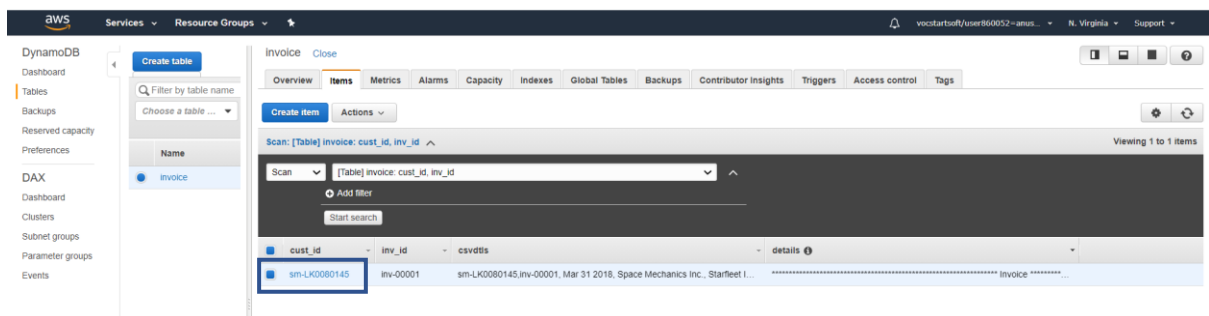 aws Services Resource Groups vocstartsoft/user860052=anus... N. Virginia Support
DynamoDB
Dashboard
Tables
Backups
Reserved capacity
Preferences
DAX
Dashboard
Clusters
Subnet groups
Parameter groups
Events
Create table
Filter by table name
Choose a table ...
Name
invoice
invoice Close
Overview Items Metrics Alarms Capacity Indexes Global Tables Backups Contributor Insights Triggers Access control Tags
Create item Actions
Scan: [Table] invoice: cust_id, inv_id Viewing 1 to 1 items
Scan [Table] invoice: cust_id, inv_id
Add filter
Start search
cust_id inv_id csvdtls details
sm-LK0080145 inv-00001 sm-LK0080145,inv-00001, Mar 31 2018, Space Mechanics Inc., Starfleet I... ********************************************************************** Invoice *********...